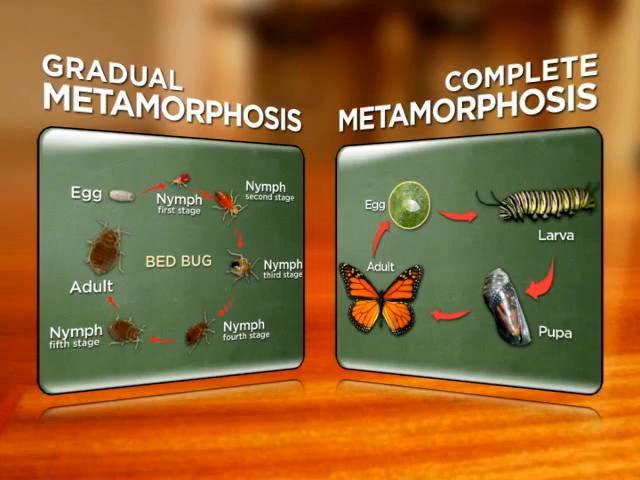 GRADUAL
METAMORPHOSIS
Egg
Nymph
first stage
Nymph
second stage
Nymph
third stage
Nymph
fourth stage
Nymph
fifth stage
Adult
BED BUG
COMPLETE
METAMORPHOSIS
Egg
Larva
Pupa
Adult